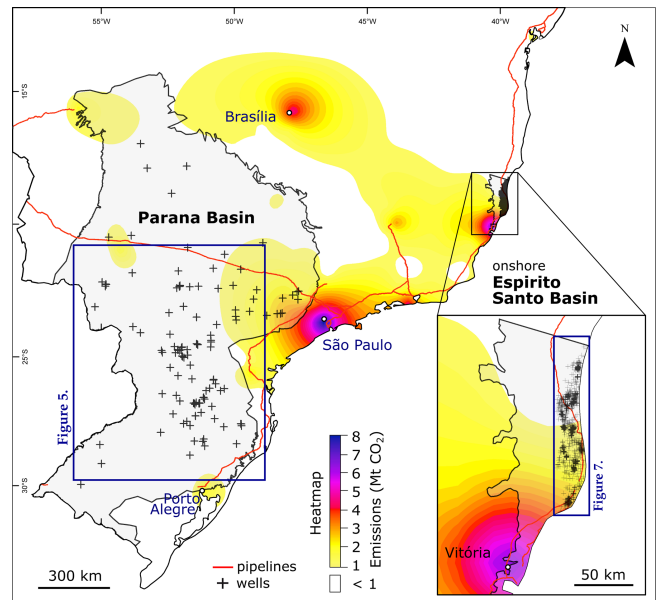 55°W
50°W
45°W
40°W
N
15°S
Brasília
Parana Basin
onshore
Espirito
Santo Basin
São Paulo
25°S
Figure 5.
Figure 7.
Heatmap
8
7
6
5
4
3
2
1
< 1
Emissions (Mt CO₂)
30°S
Porto
Alegre
Vitória
pipelines
wells
300 km
50 km